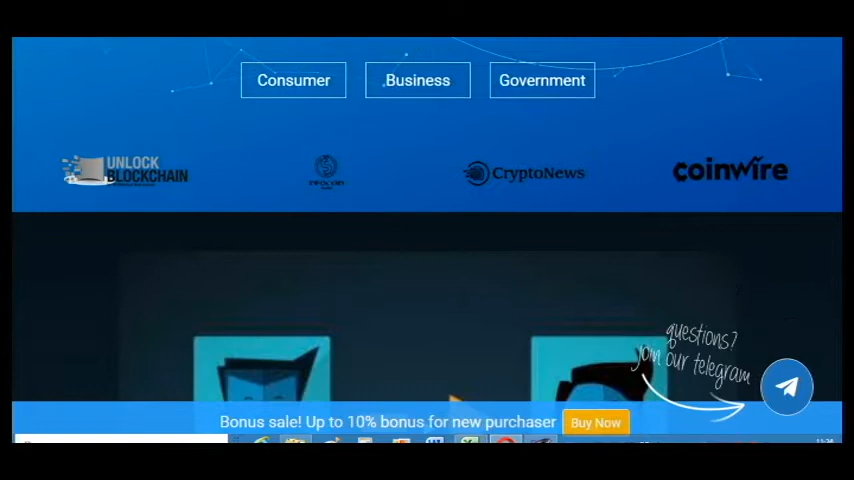 Consumer
Business
Government
UNLOCK
BLOCKCHAIN
CryptoNews
coinwire
questions?
join our telegram
Bonus sale! Up to 10% bonus for new purchaser
Buy Now